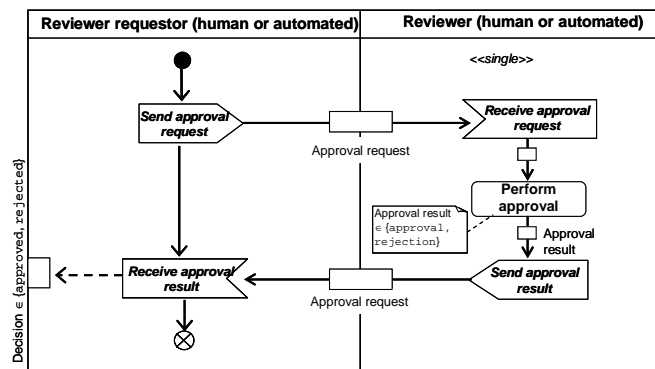 Reviewer requestor (human or automated)
Reviewer (human or automated)
<<single>>
Send approval
request
Receive approval
request
Approval request
Perform
approval
Approval result
∈ {approval,
rejection}
Approval
result
Decision ∈ {approved, rejected}
Receive approval
result
Send approval
result
Approval request